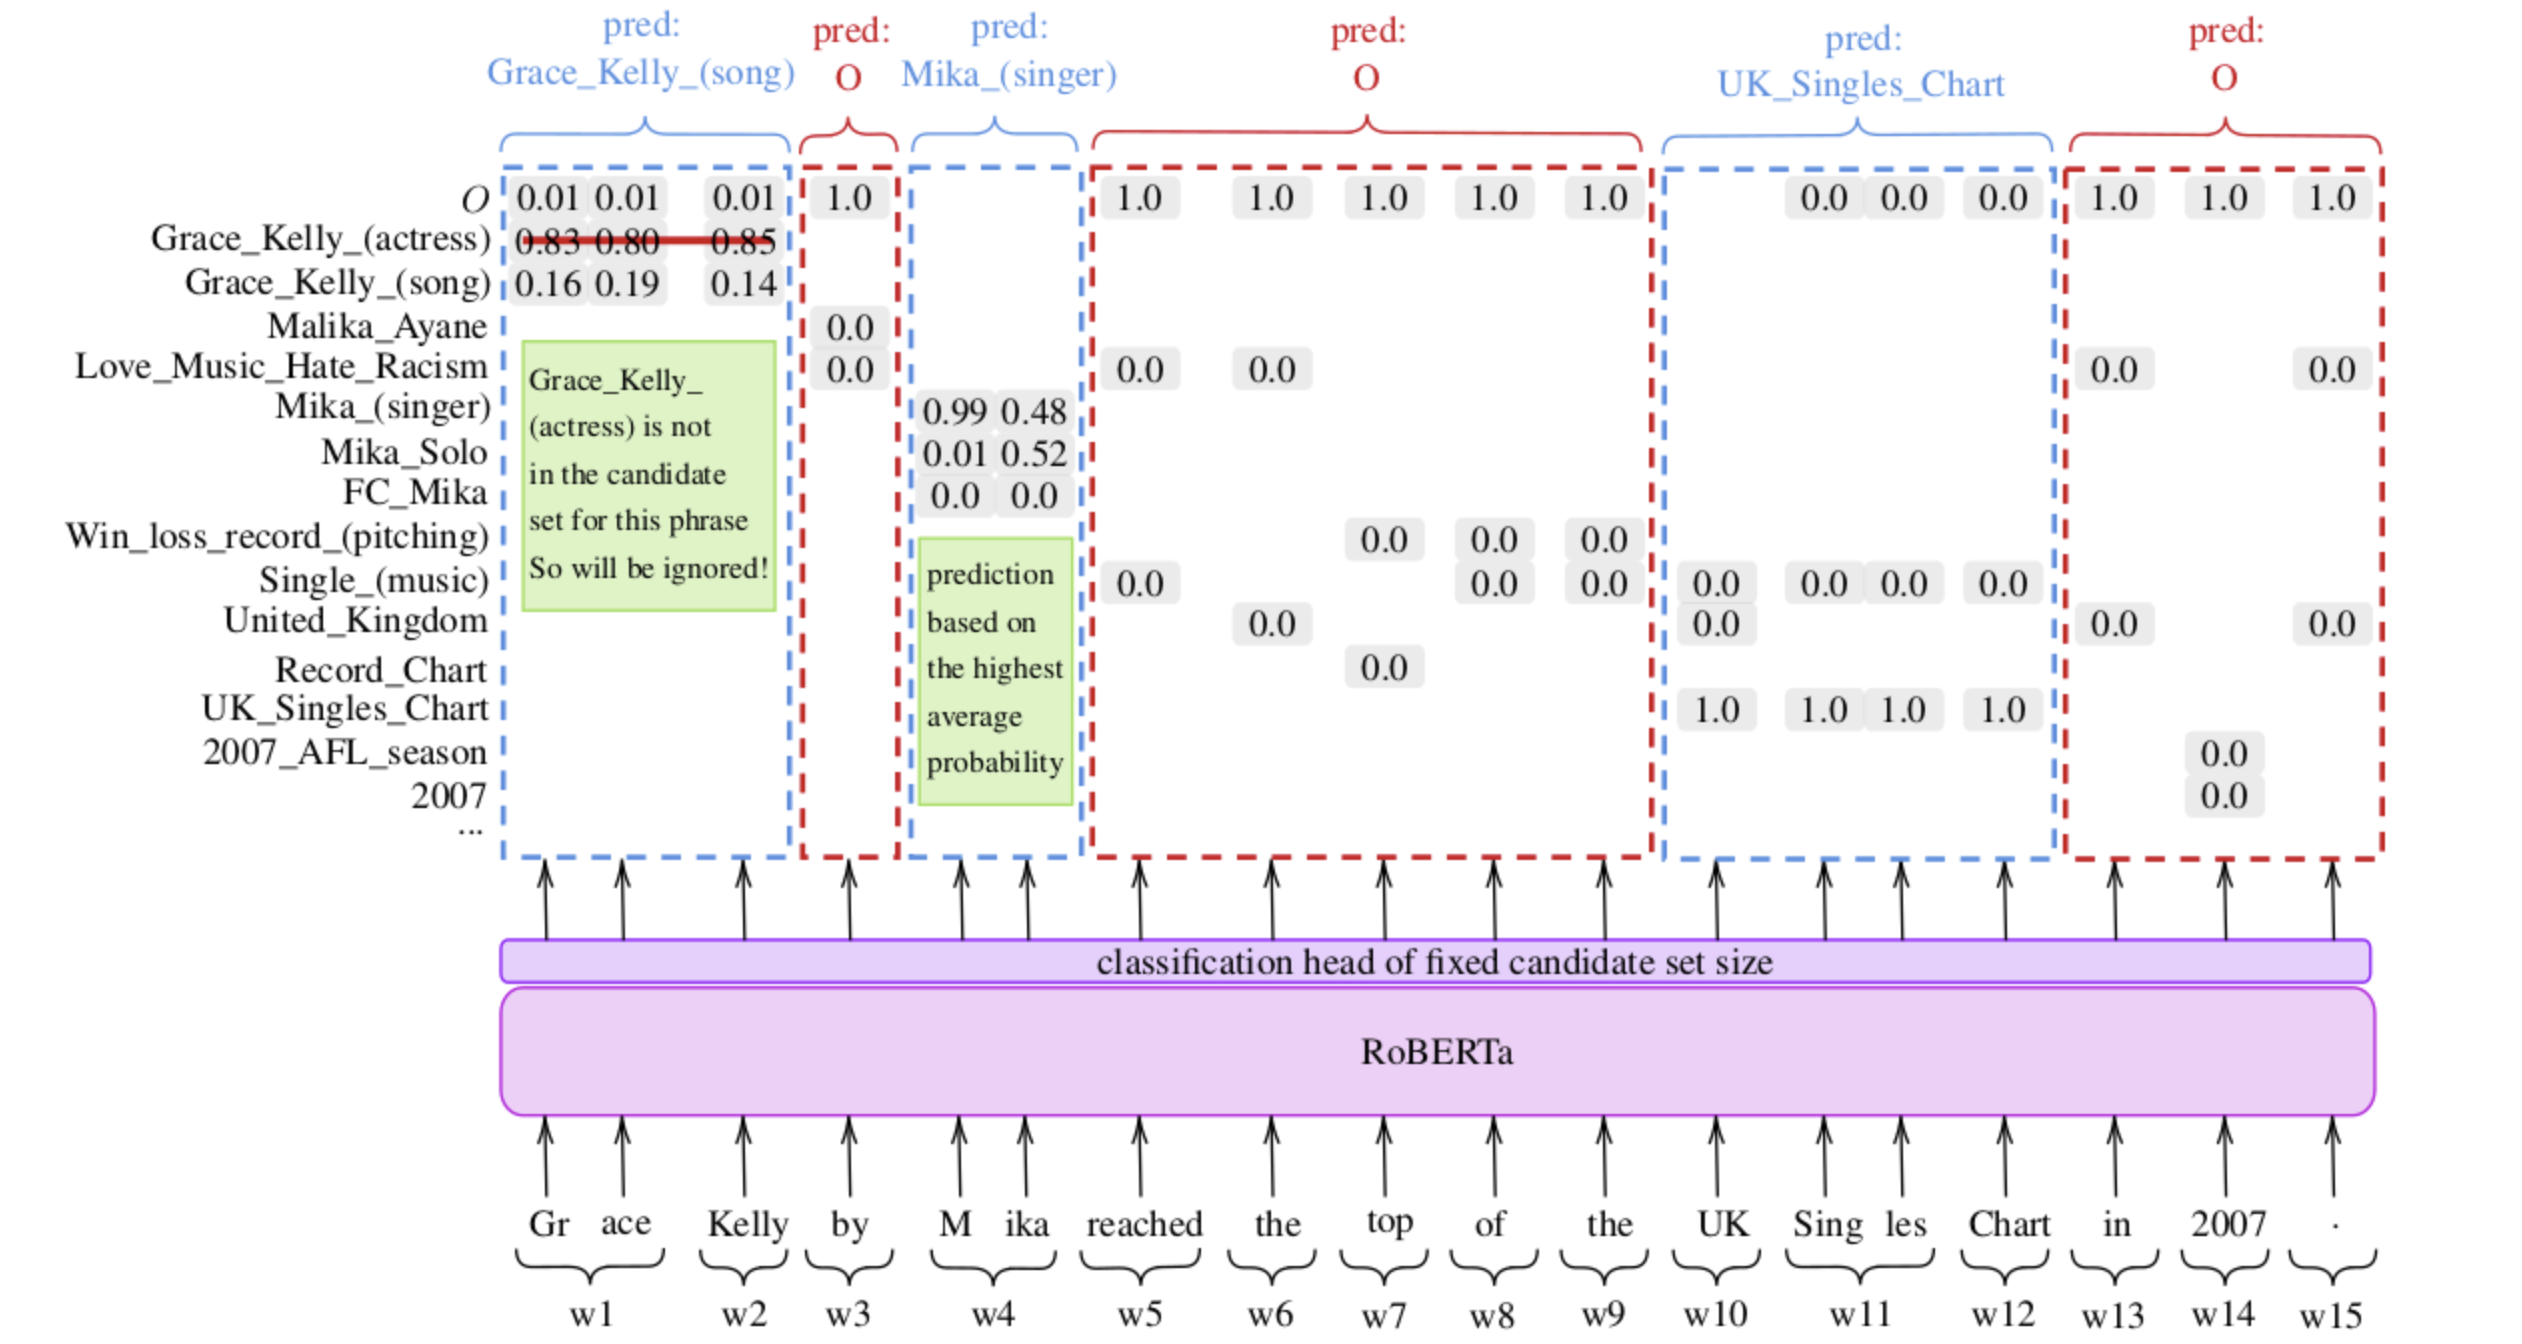 pred: pred: pred: pred: pred: pred:
Grace_Kelly_(song) O Mika_(singer) O UK_Singles_Chart O
O 0.01 0.01 0.01 1.0 1.0 1.0 1.0 1.0 1.0 0.0 0.0 0.0 1.0 1.0 1.0
Grace_Kelly_(actress) 0.83 0.80 0.85
Grace_Kelly_(song) 0.16 0.19 0.14
Malika_Ayane 0.0
Love_Music_Hate_Racism 0.0 0.0 0.0 0.0 0.0
Mika_(singer) 0.99 0.48
Mika_Solo 0.01 0.52
FC_Mika 0.0 0.0
Win_loss_record_(pitching) 0.0 0.0 0.0
Single_(music) 0.0 0.0 0.0 0.0 0.0 0.0 0.0
United_Kingdom 0.0 0.0 0.0 0.0
Record_Chart 0.0
UK_Singles_Chart 1.0 1.0 1.0 1.0
2007_AFL_season 0.0
2007 0.0
...
Grace_Kelly_
(actress) is not
in the candidate
set for this phrase
So will be ignored!
prediction
based on
the highest
average
probability
classification head of fixed candidate set size
RoBERTa
Gr ace Kelly by M ika reached the top of the UK Sing les Chart in 2007 .
w1 w2 w3 w4 w5 w6 w7 w8 w9 w10 w11 w12 w13 w14 w15